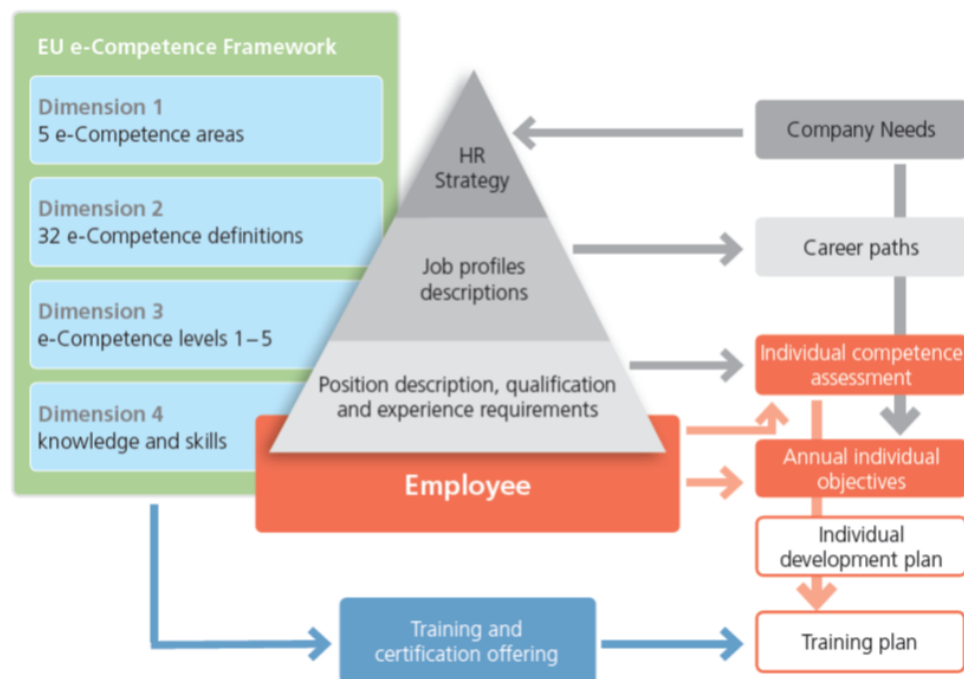 EU e-Competence Framework
Dimension 1
5 e-Competence areas
Dimension 2
32 e-Competence definitions
Dimension 3
e-Competence levels 1–5
Dimension 4
knowledge and skills
HR
Strategy
Job profiles
descriptions
Position description, qualification
and experience requirements
Employee
Company Needs
Career paths
Individual competence
assessment
Annual individual
objectives
Individual
development plan
Training and
certification offering
Training plan